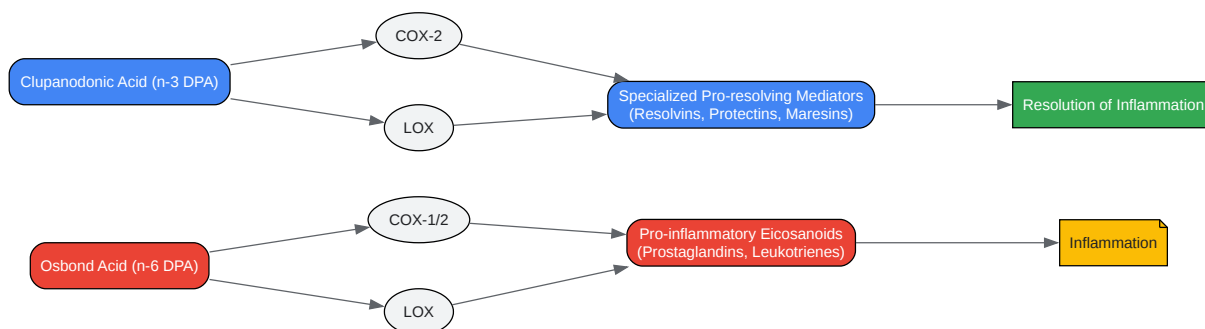 COX-2
Clupanodonic Acid (n-3 DPA)
Specialized Pro-resolving Mediators
(Resolvins, Protectins, Maresins)
Resolution of Inflammation
LOX
COX-1/2
Pro-inflammatory Eicosanoids
(Prostaglandins, Leukotrienes)
Inflammation
Osbond Acid (n-6 DPA)
LOX